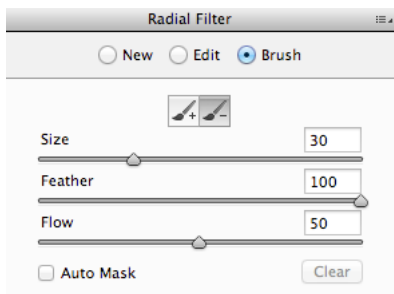 Radial Filter
New Edit Brush
Size 30
Feather 100
Flow 50
Auto Mask Clear